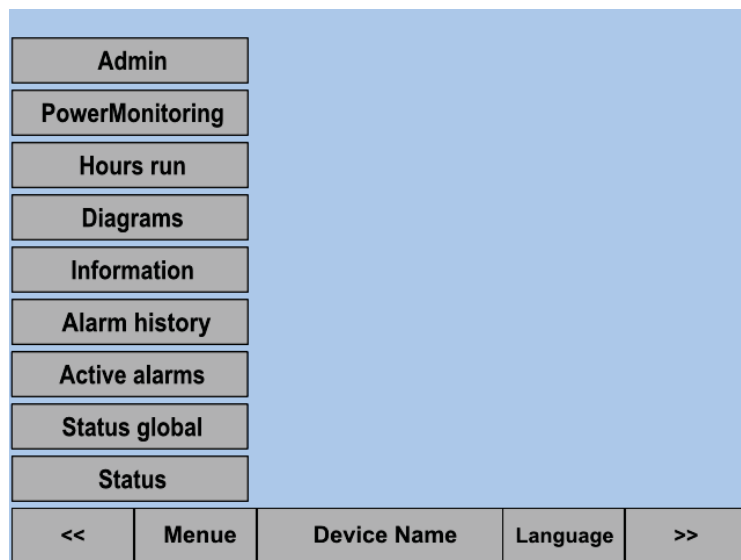 Admin
PowerMonitoring
Hours run
Diagrams
Information
Alarm history
Active alarms
Status global
Status
<< Menue Device Name Language >>